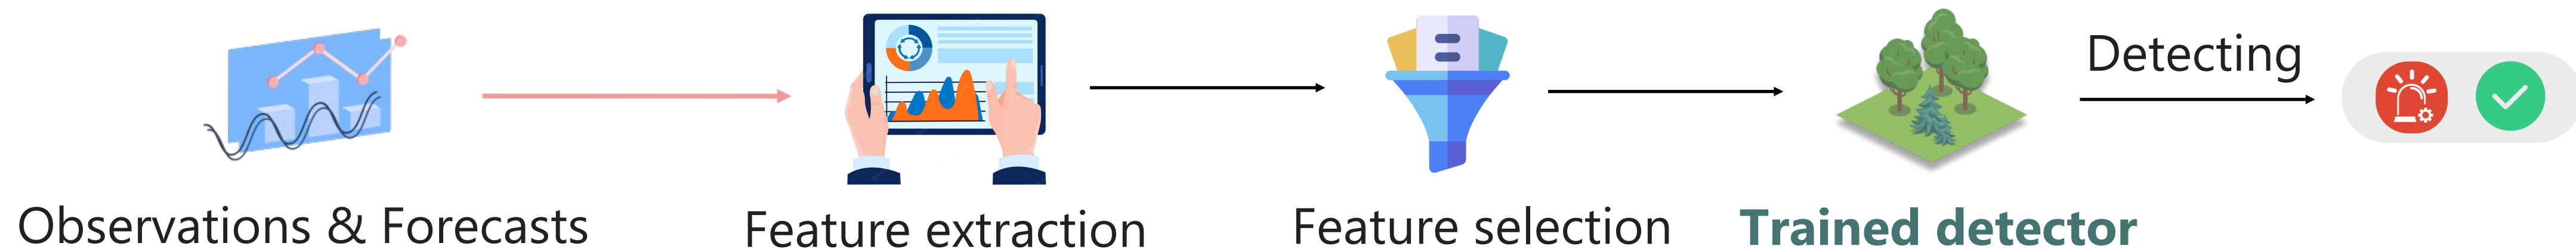 Detecting
Observations & Forecasts
Feature extraction
Feature selection
Trained detector